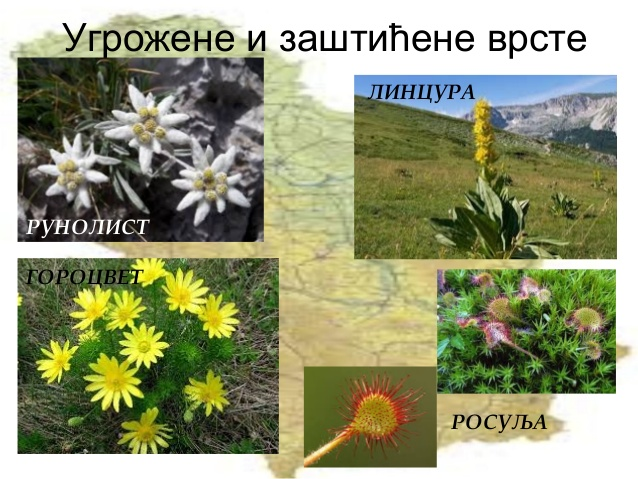 Угрожене и заштићене врсте
РУНОЛИСТ
ЛИНЦУРА
ГОРОЦВЕТ
РОСУЉА